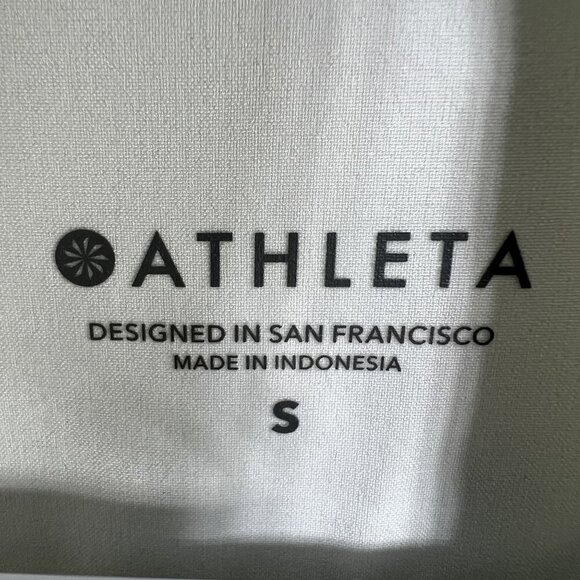 ATHLETA
DESIGNED IN SAN FRANCISCO
MADE IN INDONESIA
S